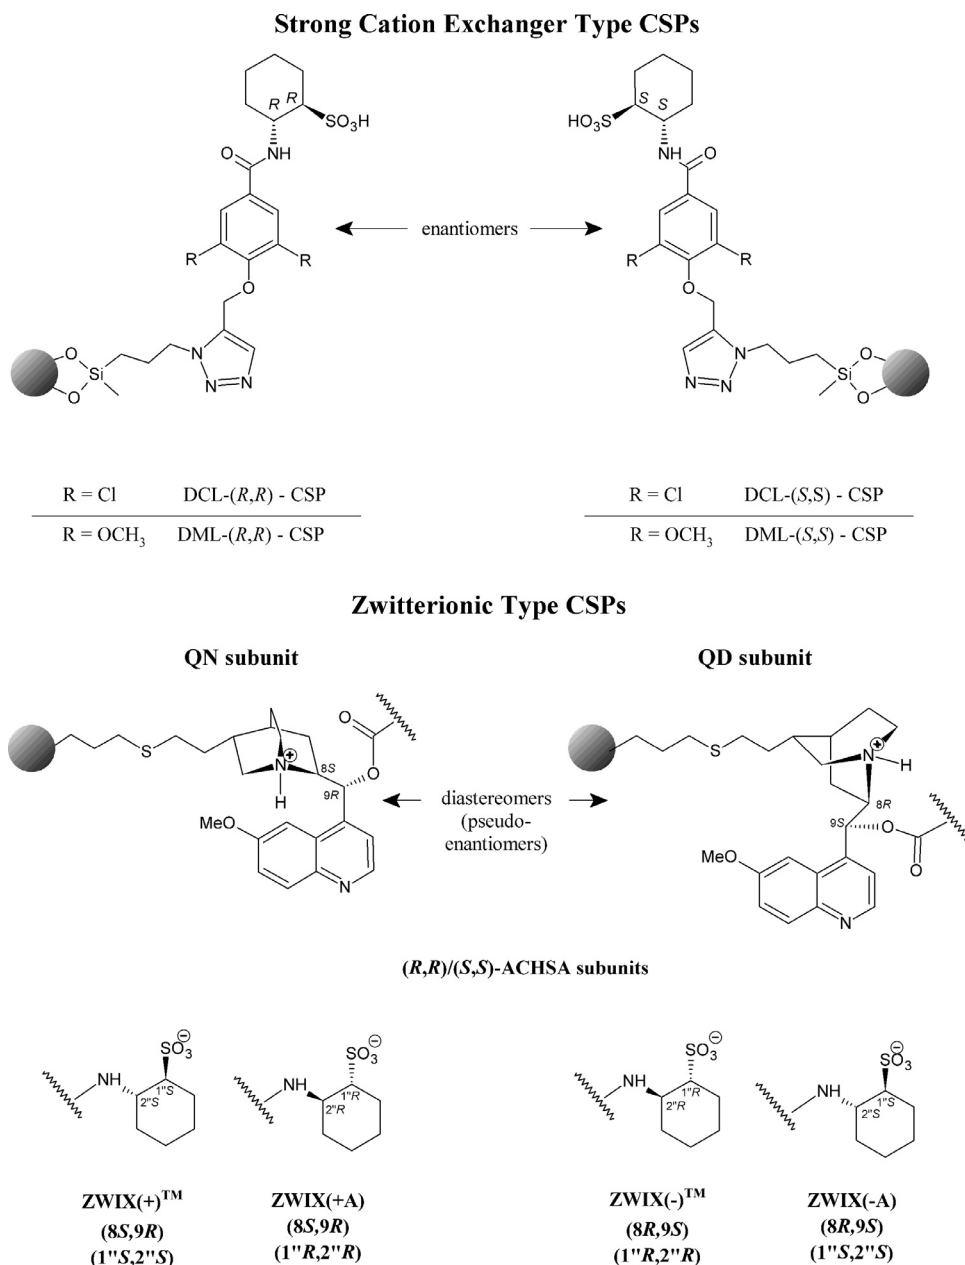 Strong Cation Exchanger Type CSPs
R R SO3H
HO3S S S
O NH
NH O
enantiomers
R R
R R
O
O
O O Si N N N
N N N Si O O
R = Cl DCL-(R,R) - CSP
R = Cl DCL-(S,S) - CSP
R = OCH3 DML-(R,R) - CSP
R = OCH3 DML-(S,S) - CSP
Zwitterionic Type CSPs
QN subunit
QD subunit
S N + H 8S 9R O O
S N + H 8R 9S O O
diastereomers
(pseudo-
enantiomers)
MeO N
MeO N
(R,R)/(S,S)-ACHSA subunits
NH SO3− 1"S 2"S
NH SO3− 1"R 2"R
NH SO3− 1"R 2"R
NH SO3− 1"S 2"S
ZWIX(+)TM
(8S,9R)
(1"S,2"S)
ZWIX(+A)
(8S,9R)
(1"R,2"R)
ZWIX(-)TM
(8R,9S)
(1"R,2"R)
ZWIX(-A)
(8R,9S)
(1"S,2"S)